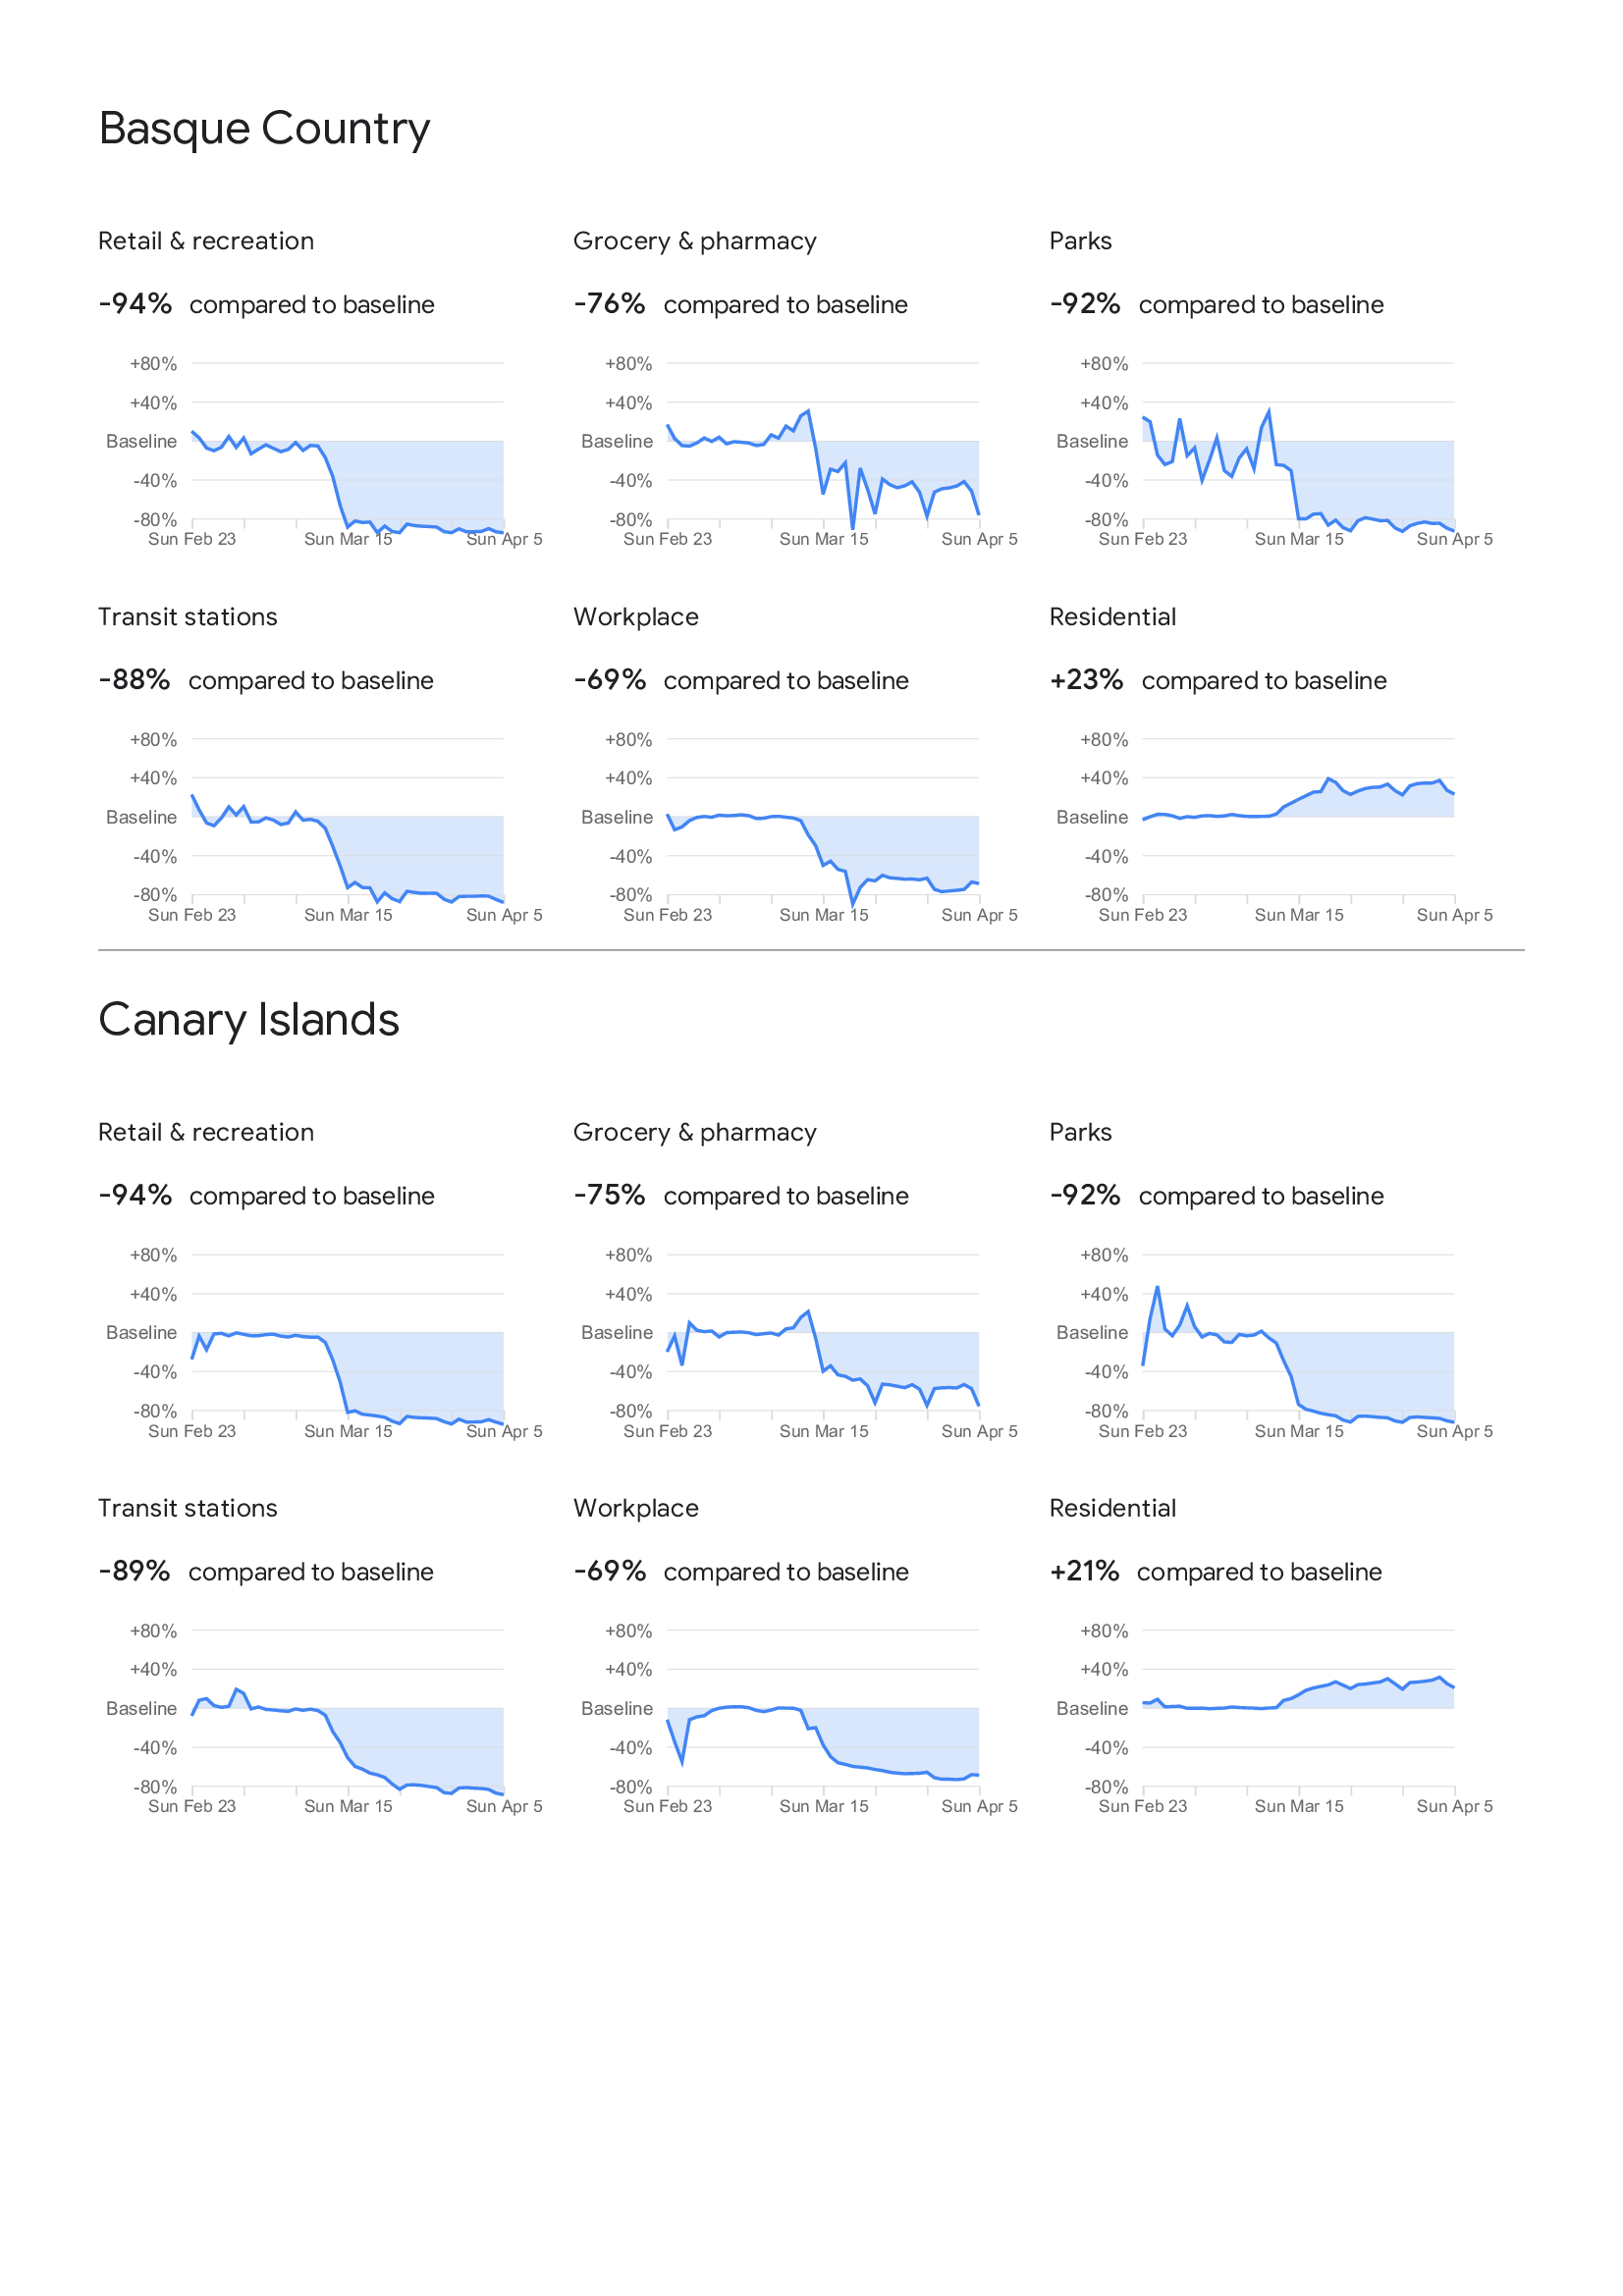 Basque Country
Retail & recreation
-94% compared to baseline
+80%
+40%
Baseline
-40%
-80%
Sun Feb 23 Sun Mar 15 Sun Apr 5
Grocery & pharmacy
-76% compared to baseline
+80%
+40%
Baseline
-40%
-80%
Sun Feb 23 Sun Mar 15 Sun Apr 5
Parks
-92% compared to baseline
+80%
+40%
Baseline
-40%
-80%
Sun Feb 23 Sun Mar 15 Sun Apr 5
Transit stations
-88% compared to baseline
+80%
+40%
Baseline
-40%
-80%
Sun Feb 23 Sun Mar 15 Sun Apr 5
Workplace
-69% compared to baseline
+80%
+40%
Baseline
-40%
-80%
Sun Feb 23 Sun Mar 15 Sun Apr 5
Residential
+23% compared to baseline
+80%
+40%
Baseline
-40%
-80%
Sun Feb 23 Sun Mar 15 Sun Apr 5
Canary Islands
Retail & recreation
-94% compared to baseline
+80%
+40%
Baseline
-40%
-80%
Sun Feb 23 Sun Mar 15 Sun Apr 5
Grocery & pharmacy
-75% compared to baseline
+80%
+40%
Baseline
-40%
-80%
Sun Feb 23 Sun Mar 15 Sun Apr 5
Parks
-92% compared to baseline
+80%
+40%
Baseline
-40%
-80%
Sun Feb 23 Sun Mar 15 Sun Apr 5
Transit stations
-89% compared to baseline
+80%
+40%
Baseline
-40%
-80%
Sun Feb 23 Sun Mar 15 Sun Apr 5
Workplace
-69% compared to baseline
+80%
+40%
Baseline
-40%
-80%
Sun Feb 23 Sun Mar 15 Sun Apr 5
Residential
+21% compared to baseline
+80%
+40%
Baseline
-40%
-80%
Sun Feb 23 Sun Mar 15 Sun Apr 5